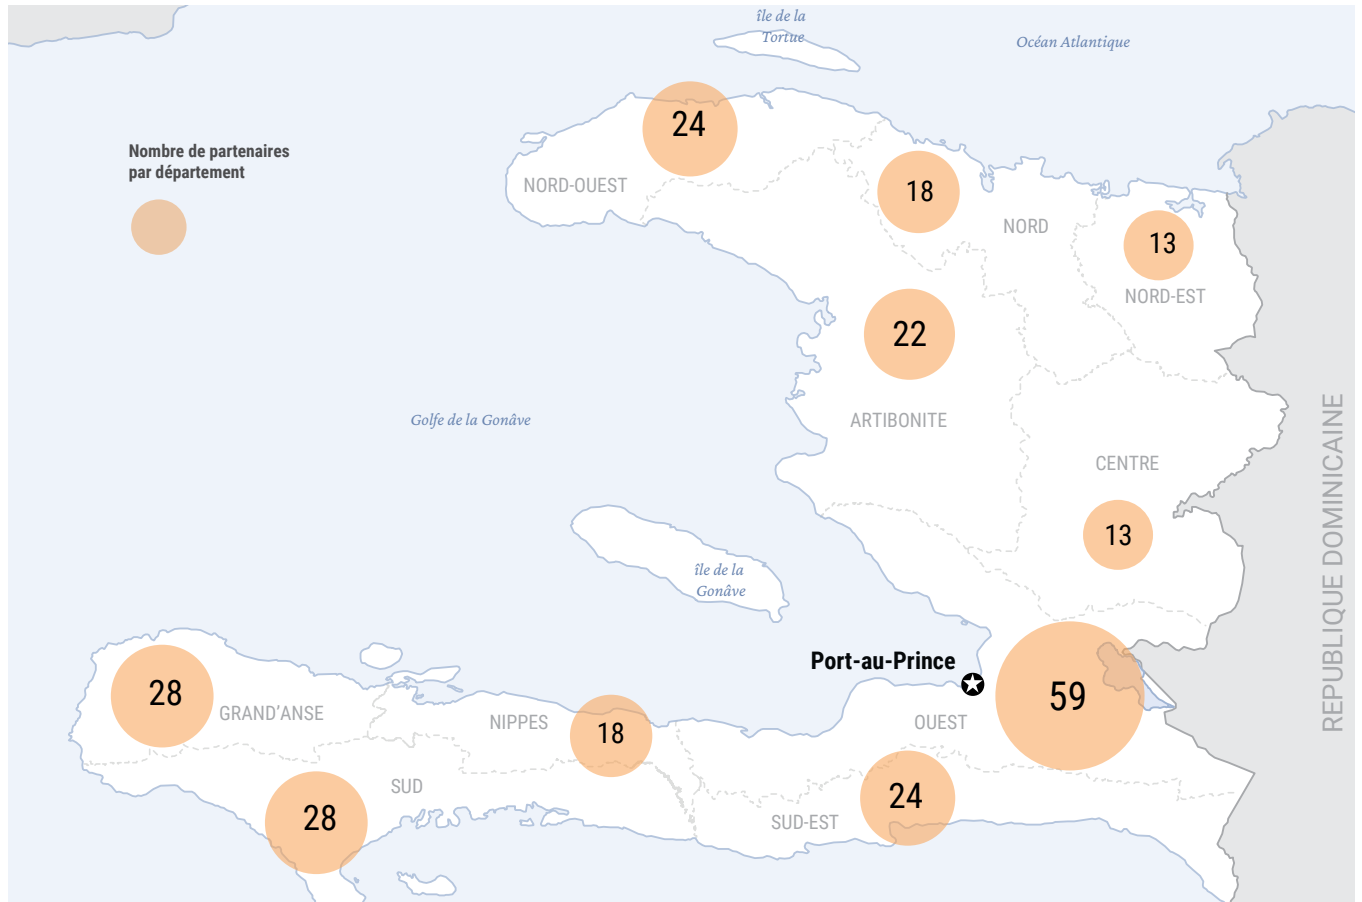 île de la
Tortue
Océan Atlantique
24
Nombre de partenaires
par département
NORD-OUEST
18
NORD
13
NORD-EST
22
ARTIBONITE
Golfe de la Gonâve
REPUBLIQUE DOMINICAINE
CENTRE
13
île de la
Gonâve
Port-au-Prince
59
28
GRAND'ANSE
NIPPES
18
OUEST
SUD
24
28
SUD-EST